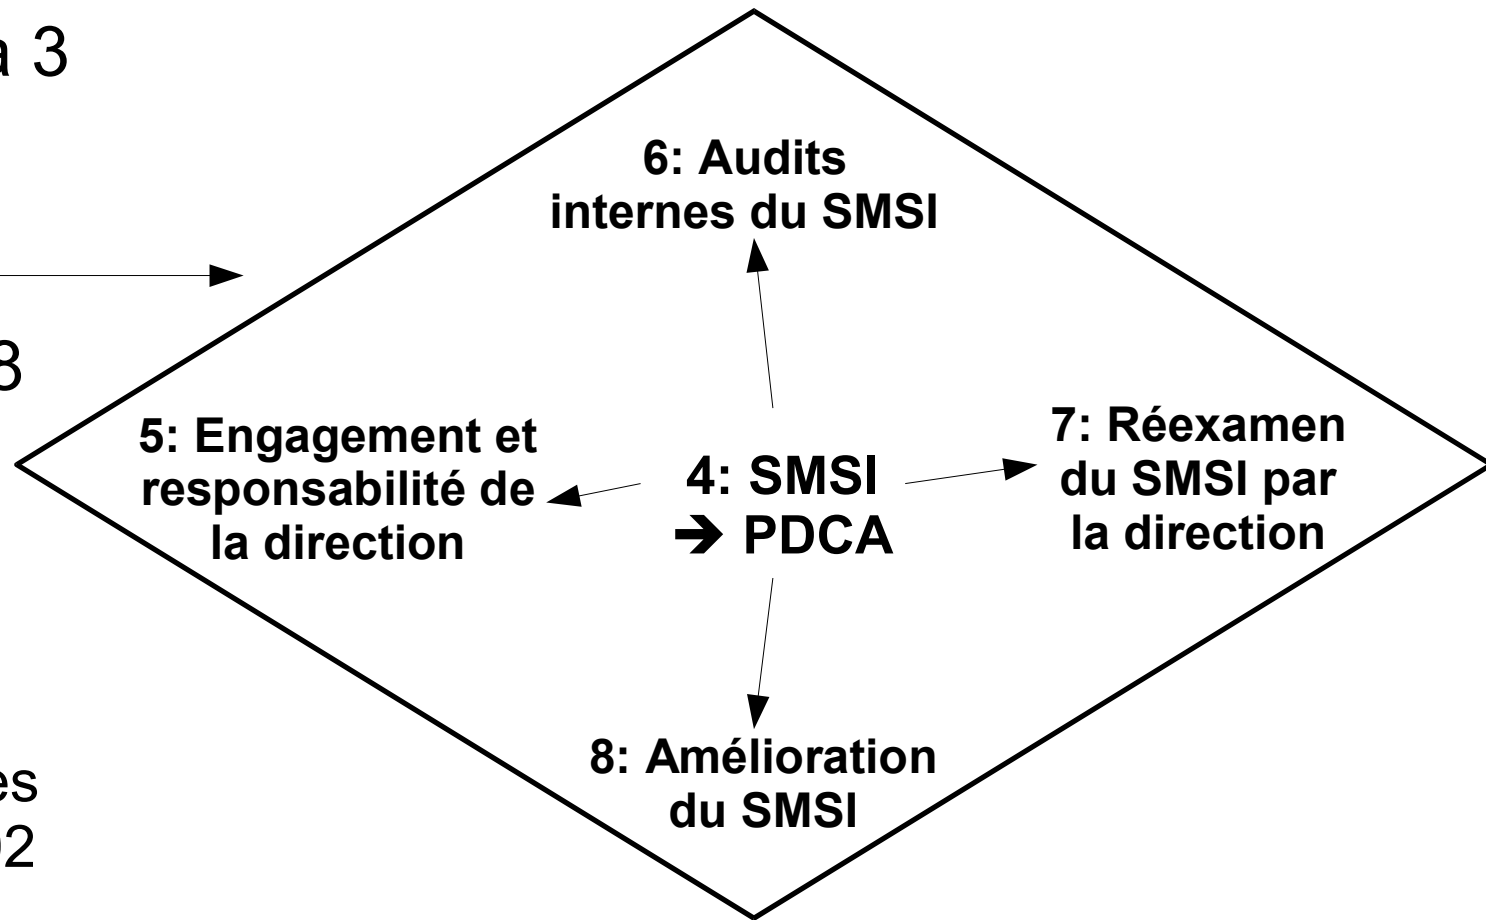 à 3
6: Audits
internes du SMSI
8
5: Engagement et
responsabilité de
la direction
4: SMSI
➔ PDCA
7: Réexamen
du SMSI par
la direction
8: Amélioration
du SMSI
es
02